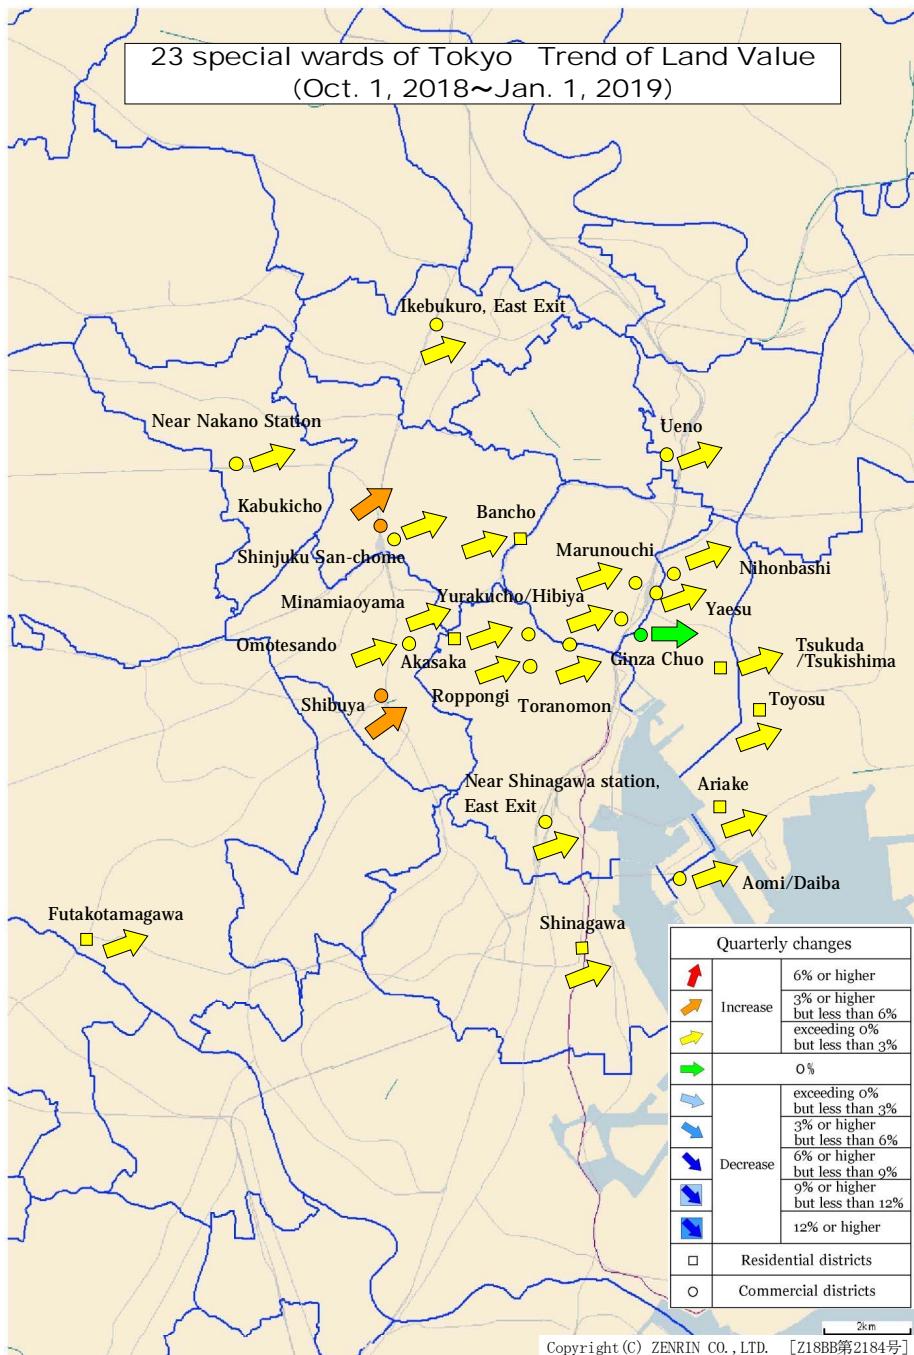 23 special wards of Tokyo Trend of Land Value
(Oct. 1, 2018～Jan. 1, 2019)
Ikebukuro, East Exit
Near Nakano Station
Ueno
Kabukicho
Bancho
Shinjuku San-chome
Marunouchi
Nihonbashi
Minamiaoyama
Yurakucho/Hibiya
Yaesu
Omotesando
Akasaka
Ginza Chuo
Tsukuda
/Tsukishima
Shibuya
Roppongi
Toranomon
Toyosu
Near Shinagawa station,
East Exit
Ariake
Aomi/Daiba
Futakotamagawa
Shinagawa
Quarterly changes
Increase
6% or higher
3% or higher
but less than 6%
exceeding 0%
but less than 3%
0%
Decrease
exceeding 0%
but less than 3%
3% or higher
but less than 6%
6% or higher
but less than 9%
9% or higher
but less than 12%
12% or higher
Residential districts
Commercial districts
2km
Copyright(C) ZENRIN CO.,LTD. [Z18BB第2184号]